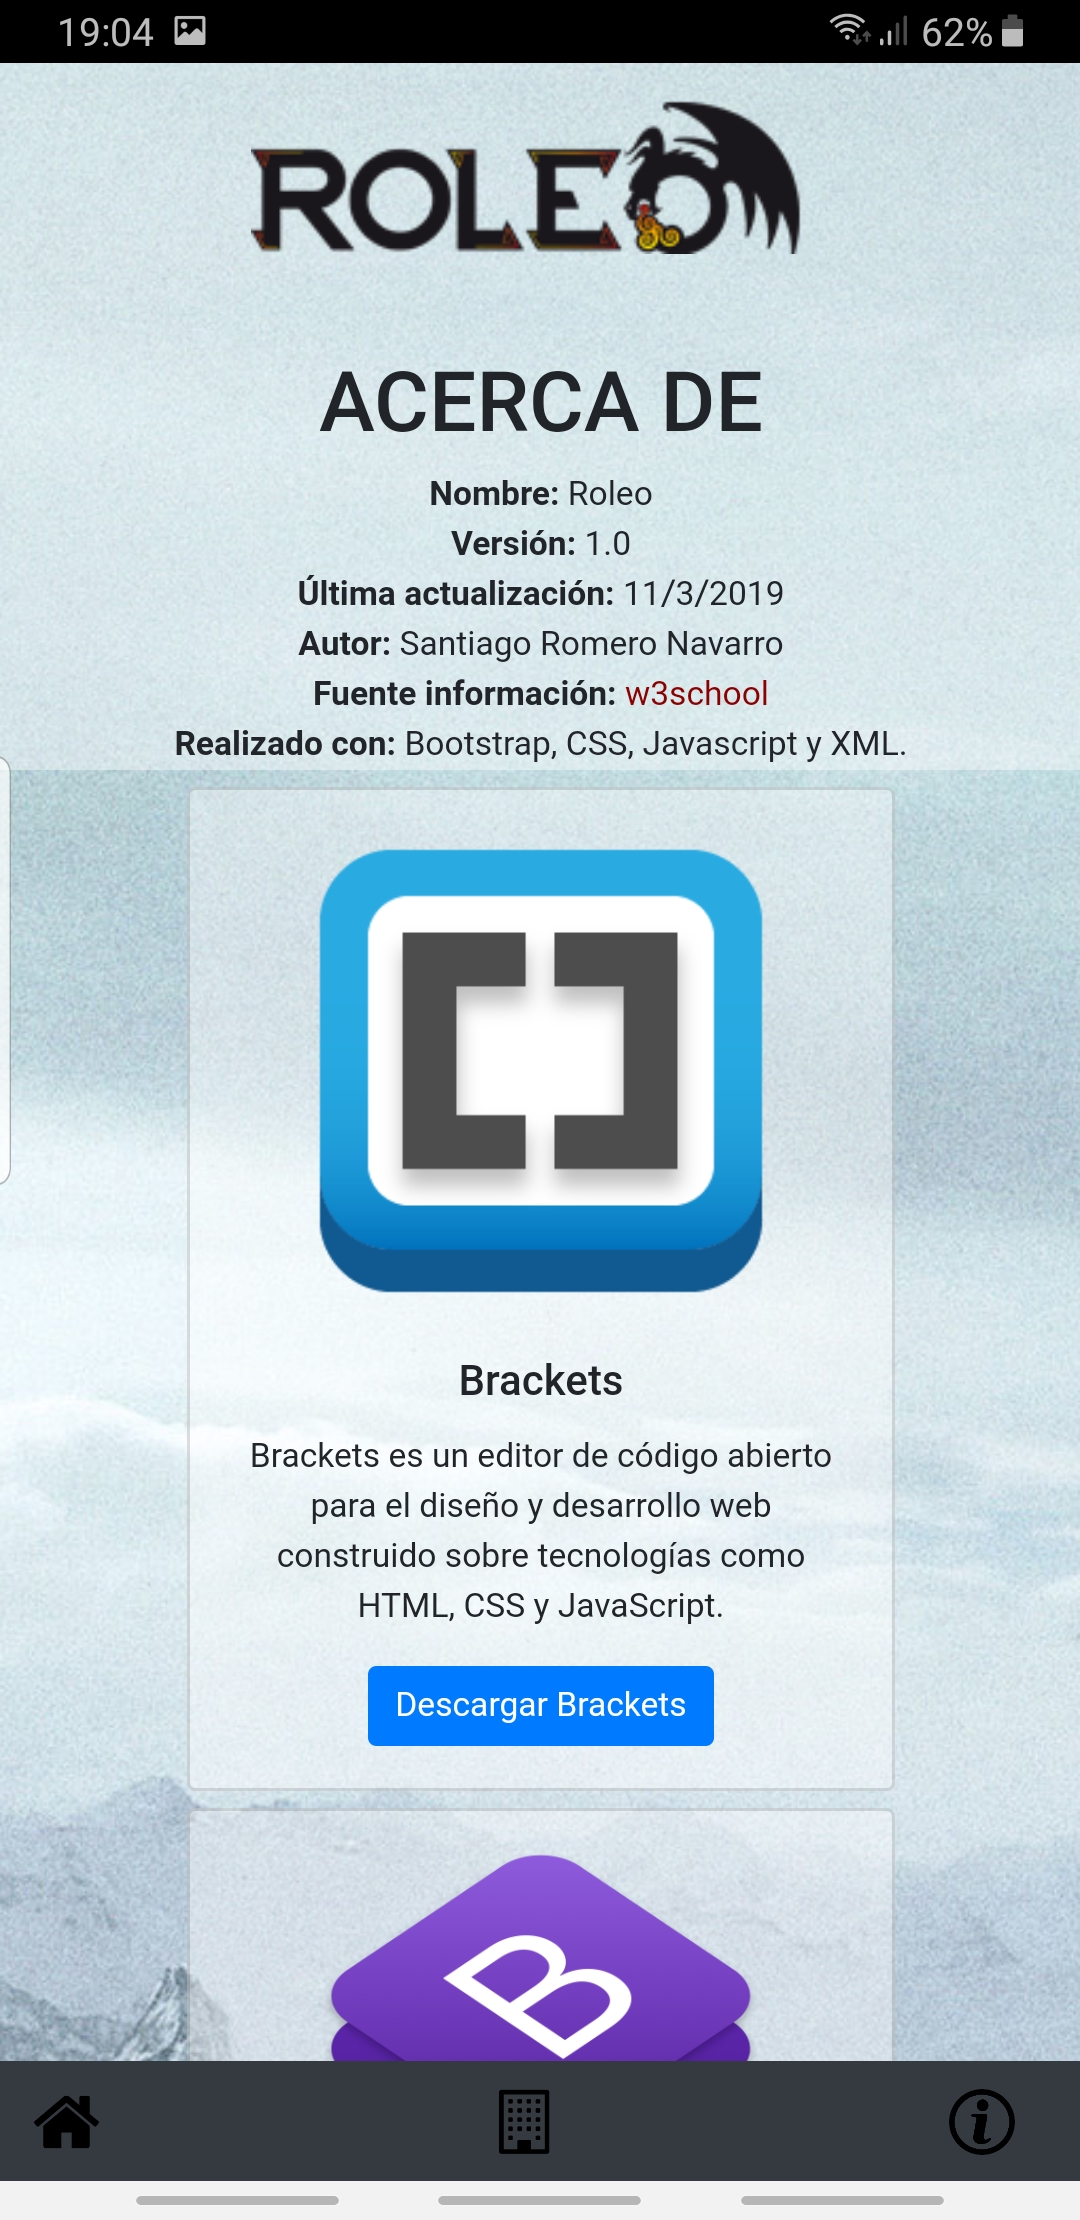 19:04
62%
ROLEO
ACERCA DE
Nombre: Roleo
Versión: 1.0
Última actualización: 11/3/2019
Autor: Santiago Romero Navarro
Fuente información: w3school
Realizado con: Bootstrap, CSS, Javascript y XML.
Brackets
Brackets es un editor de código abierto
para el diseño y desarrollo web
construido sobre tecnologías como
HTML, CSS y JavaScript.
Descargar Brackets
B